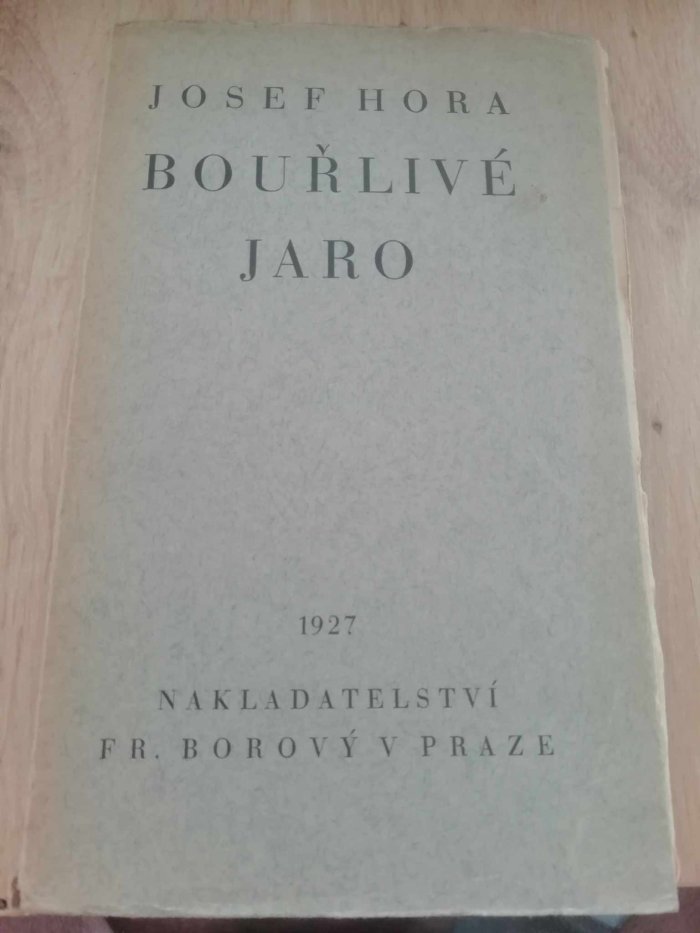 JOSEF HORA
BOUŘLIVÉ
JARO
1927
NAKLADATELSTVÍ
FR. BOROVÝ V PRAZE